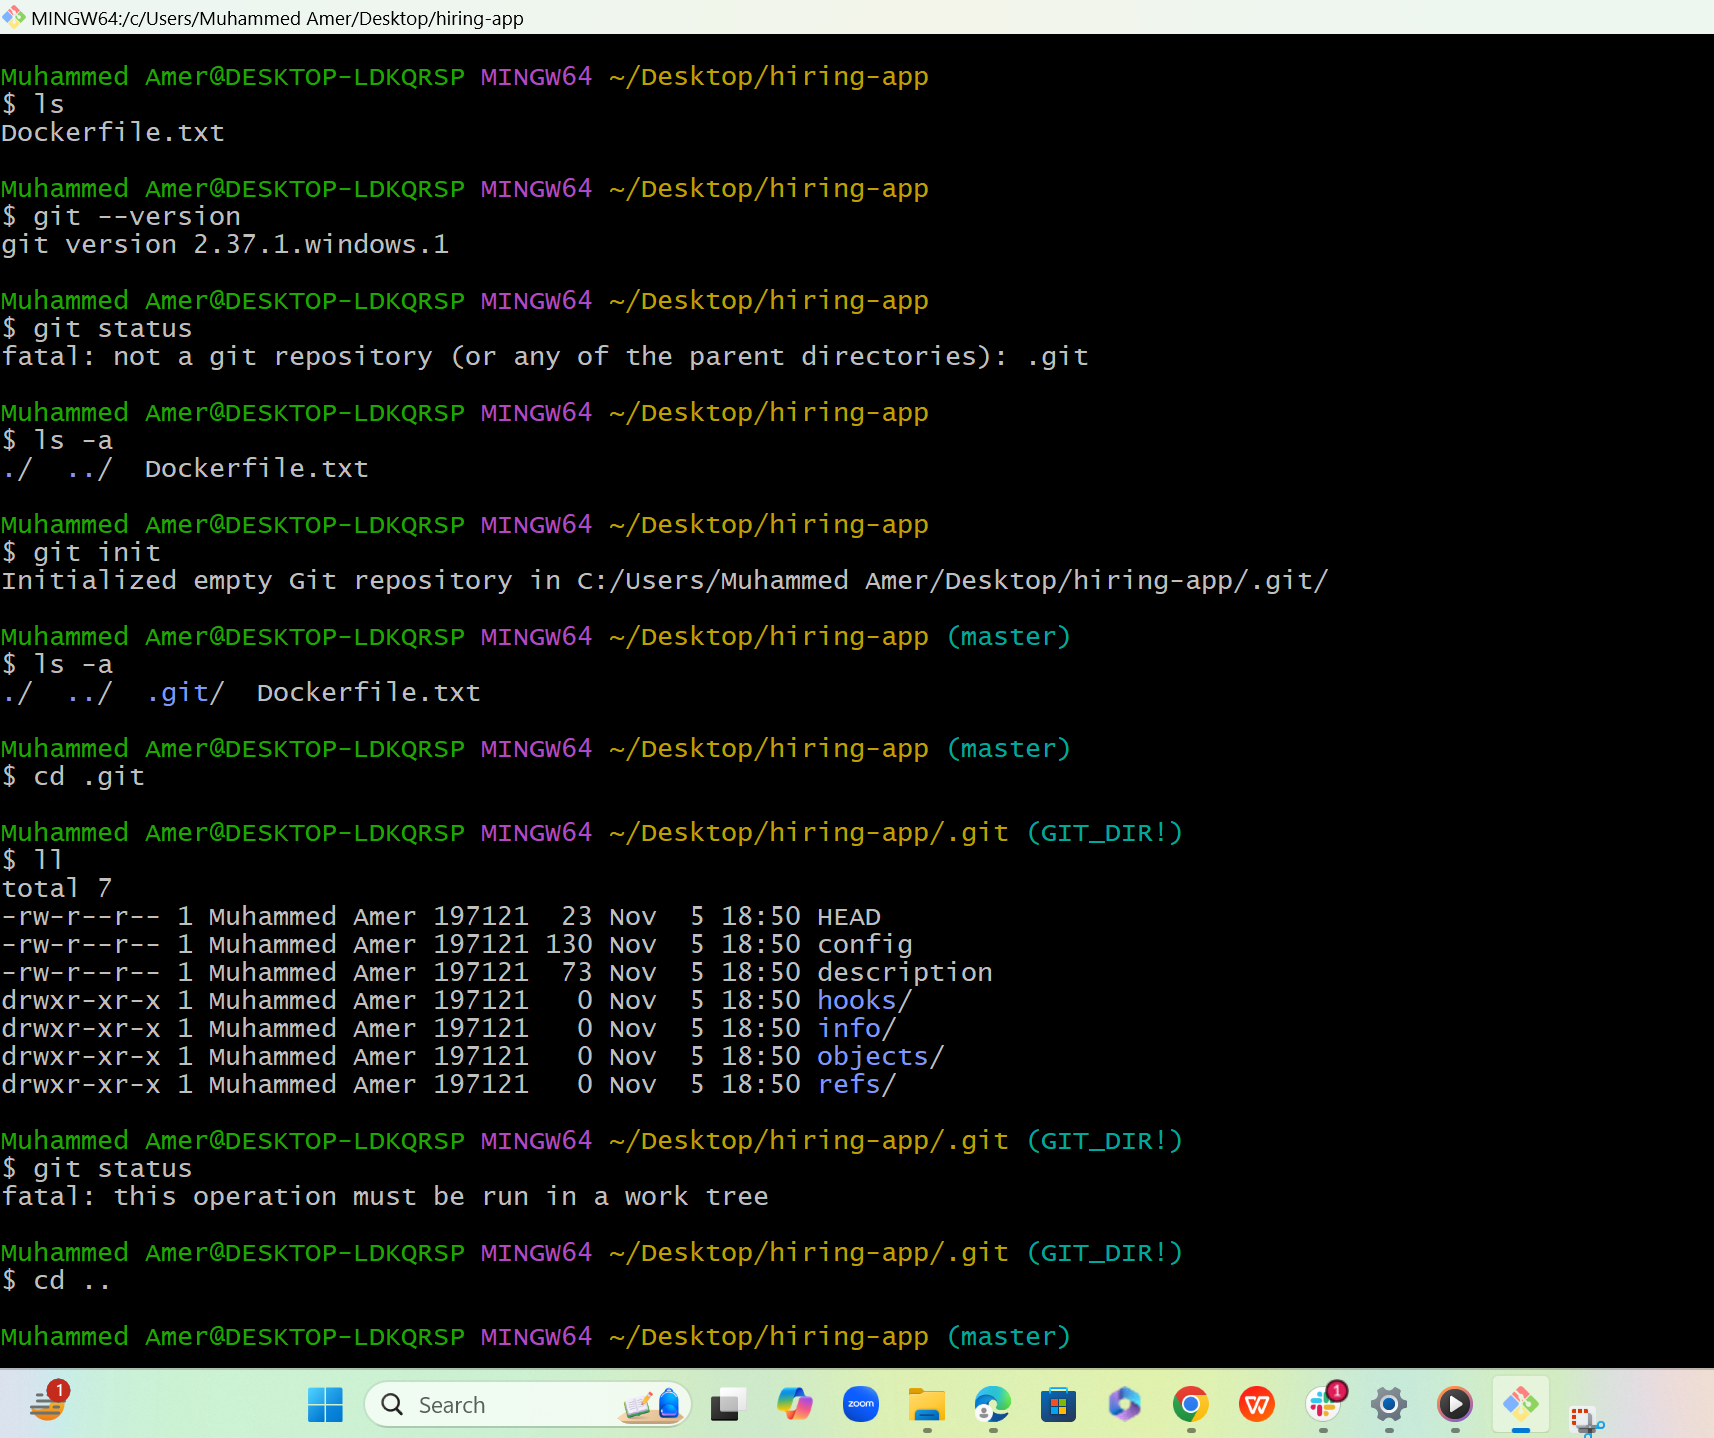 MINGW64:/c/Users/Muhammed Amer/Desktop/hiring-app
Muhammed Amer@DESKTOP-LDKQRSP MINGW64 ~/Desktop/hiring-app
$ ls
Dockerfile.txt
Muhammed Amer@DESKTOP-LDKQRSP MINGW64 ~/Desktop/hiring-app
$ git --version
git version 2.37.1.windows.1
Muhammed Amer@DESKTOP-LDKQRSP MINGW64 ~/Desktop/hiring-app
$ git status
fatal: not a git repository (or any of the parent directories): .git
Muhammed Amer@DESKTOP-LDKQRSP MINGW64 ~/Desktop/hiring-app
$ ls -a
./  ../  Dockerfile.txt
Muhammed Amer@DESKTOP-LDKQRSP MINGW64 ~/Desktop/hiring-app
$ git init
Initialized empty Git repository in C:/Users/Muhammed Amer/Desktop/hiring-app/.git/
Muhammed Amer@DESKTOP-LDKQRSP MINGW64 ~/Desktop/hiring-app (master)
$ ls -a
./  ../  .git/  Dockerfile.txt
Muhammed Amer@DESKTOP-LDKQRSP MINGW64 ~/Desktop/hiring-app (master)
$ cd .git
Muhammed Amer@DESKTOP-LDKQRSP MINGW64 ~/Desktop/hiring-app/.git (GIT_DIR!)
$ ll
total 7
-rw-r--r-- 1 Muhammed Amer 197121  23 Nov  5 18:50 HEAD
-rw-r--r-- 1 Muhammed Amer 197121 130 Nov  5 18:50 config
-rw-r--r-- 1 Muhammed Amer 197121  73 Nov  5 18:50 description
drwxr-xr-x 1 Muhammed Amer 197121   0 Nov  5 18:50 hooks/
drwxr-xr-x 1 Muhammed Amer 197121   0 Nov  5 18:50 info/
drwxr-xr-x 1 Muhammed Amer 197121   0 Nov  5 18:50 objects/
drwxr-xr-x 1 Muhammed Amer 197121   0 Nov  5 18:50 refs/
Muhammed Amer@DESKTOP-LDKQRSP MINGW64 ~/Desktop/hiring-app/.git (GIT_DIR!)
$ git status
fatal: this operation must be run in a work tree
Muhammed Amer@DESKTOP-LDKQRSP MINGW64 ~/Desktop/hiring-app/.git (GIT_DIR!)
$ cd ..
Muhammed Amer@DESKTOP-LDKQRSP MINGW64 ~/Desktop/hiring-app (master)
1 Search zoom W 1